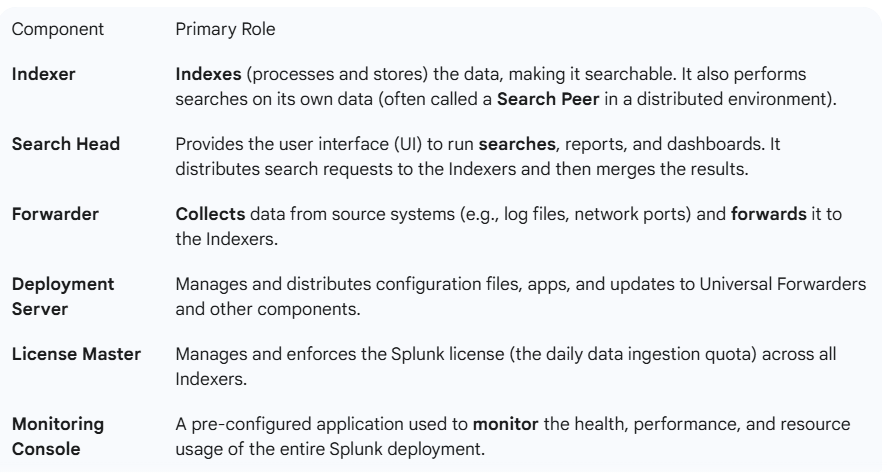 Component Primary Role
Indexer Indexes (processes and stores) the data, making it searchable. It also performs
searches on its own data (often called a Search Peer in a distributed environment).
Search Head Provides the user interface (UI) to run searches, reports, and dashboards. It
distributes search requests to the Indexers and then merges the results.
Forwarder Collects data from source systems (e.g., log files, network ports) and forwards it to
the Indexers.
Deployment Manages and distributes configuration files, apps, and updates to Universal Forwarders
Server and other components.
License Master Manages and enforces the Splunk license (the daily data ingestion quota) across all
Indexers.
Monitoring A pre-configured application used to monitor the health, performance, and resource
Console usage of the entire Splunk deployment.